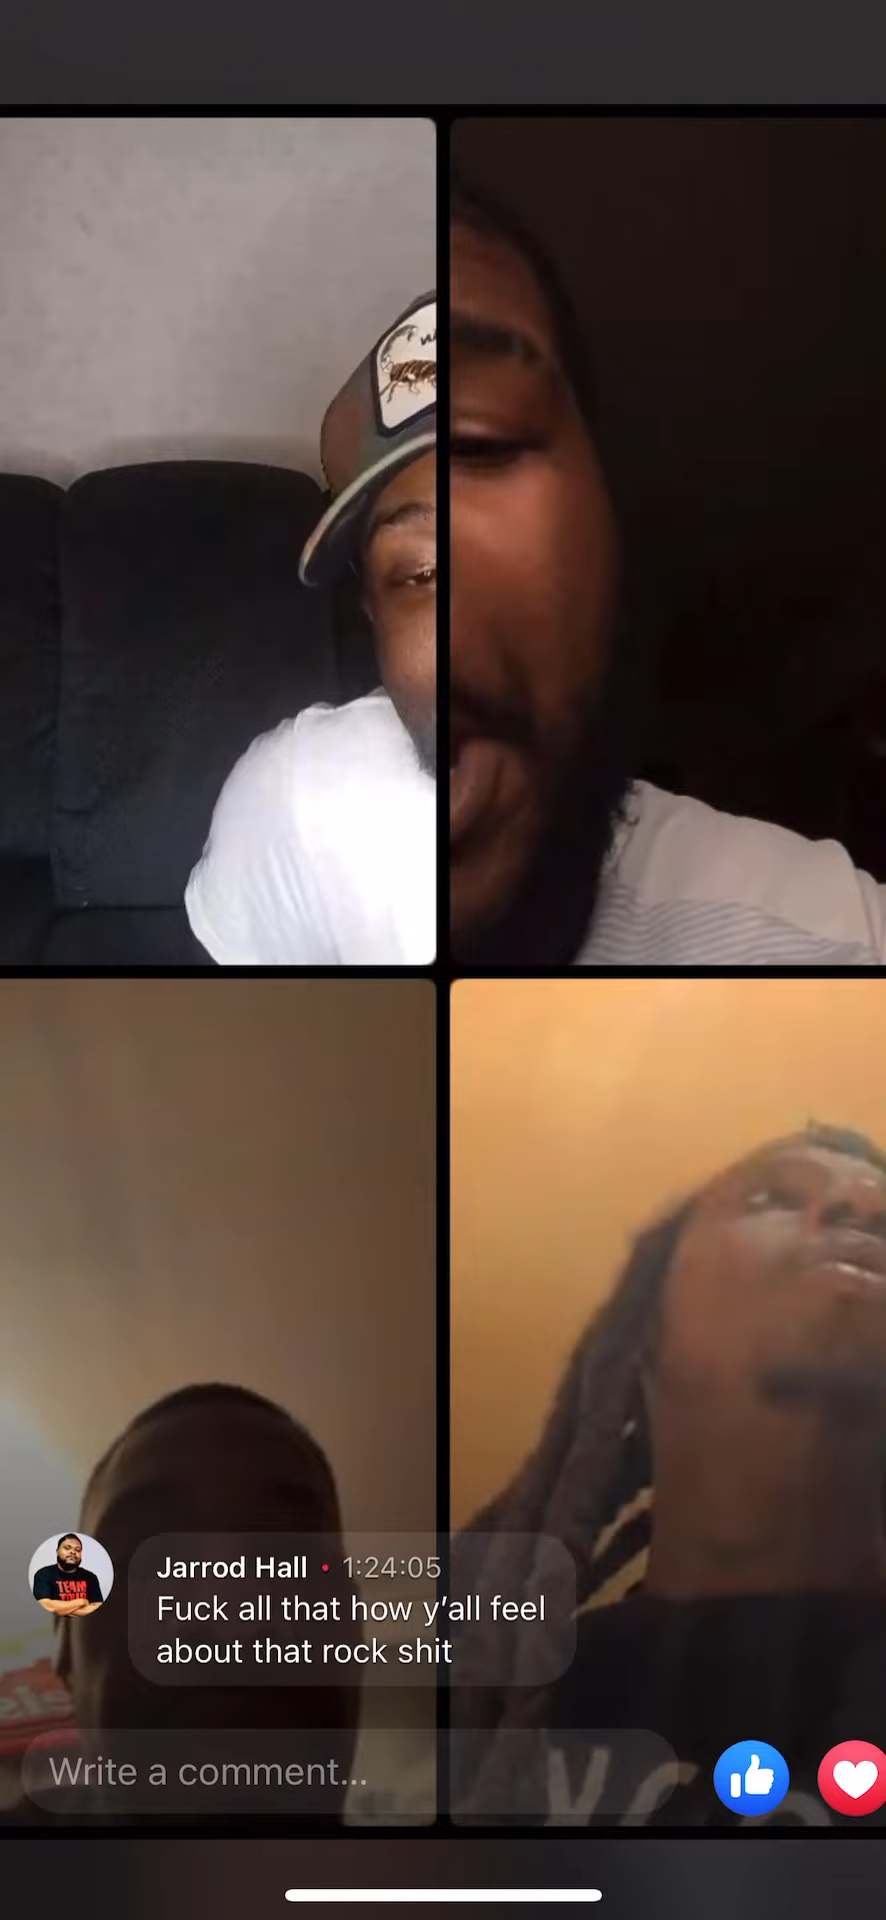 Jarrod Hall • 1:24:05
Fuck all that how y’all feel
about that rock shit
Write a comment...